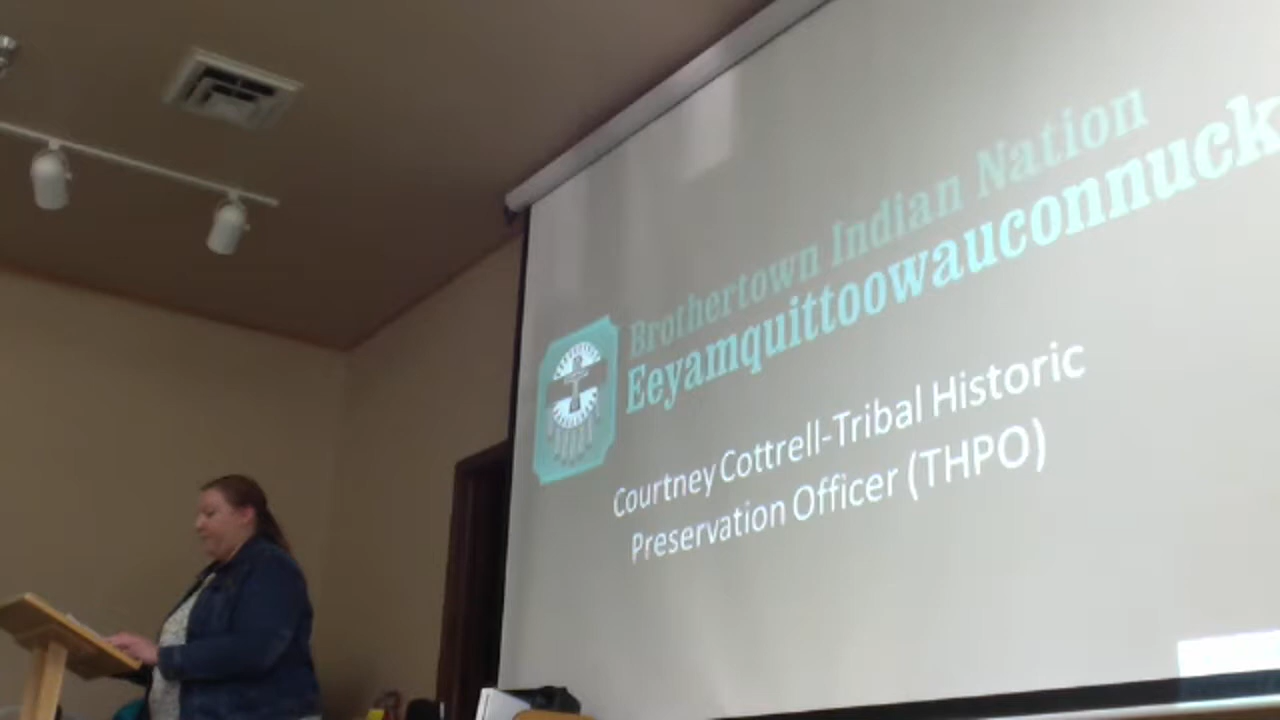 Brothertown Indian Nation
Eeyamquittoowauconnuck
Courtney Cottrell-Tribal Historic
Preservation Officer (THPO)